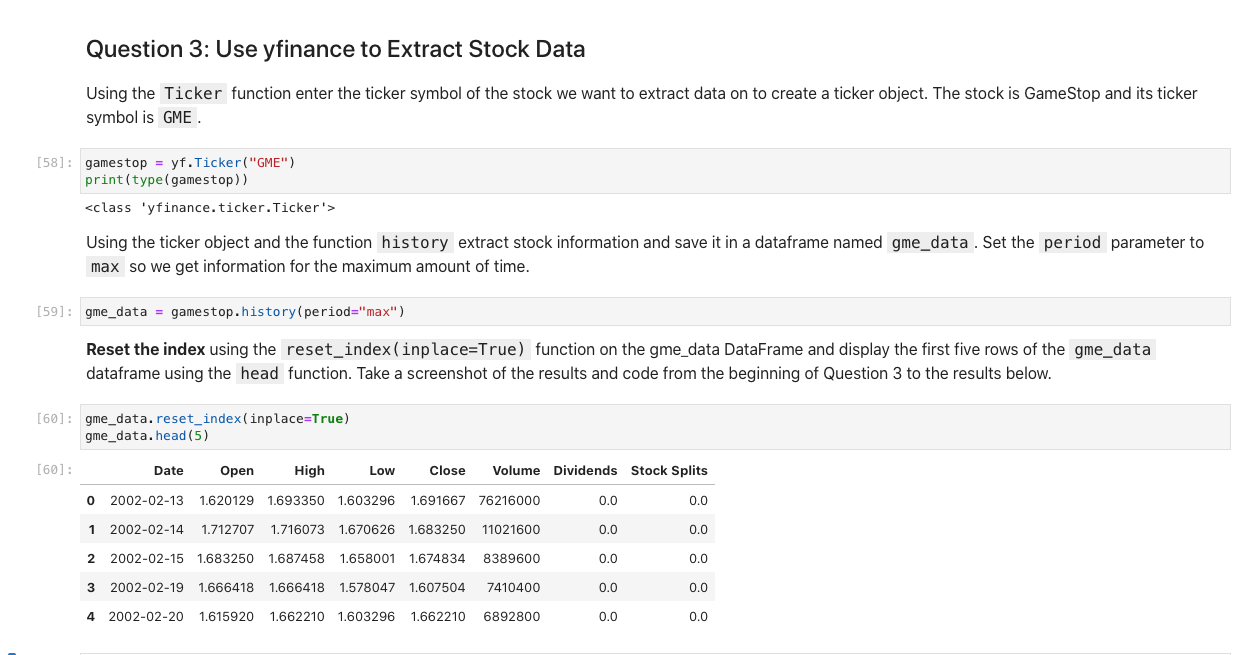 Question 3: Use yfinance to Extract Stock Data
Using the Ticker function enter the ticker symbol of the stock we want to extract data on to create a ticker object. The stock is GameStop and its ticker
symbol is GME .
[58]: gamestop = yf.Ticker("GME")
print(type(gamestop))
<class 'yfinance.ticker.Ticker'>
Using the ticker object and the function history extract stock information and save it in a dataframe named gme_data . Set the period parameter to
max so we get information for the maximum amount of time.
[59]: gme_data = gamestop.history(period="max")
Reset the index using the reset_index(inplace=True) function on the gme_data DataFrame and display the first five rows of the gme_data
dataframe using the head function. Take a screenshot of the results and code from the beginning of Question 3 to the results below.
[60]: gme_data.reset_index(inplace=True)
gme_data.head(5)
[60]: Date Open High Low Close Volume Dividends Stock Splits
0 2002-02-13 1.620129 1.693350 1.603296 1.691667 76216000 0.0 0.0
1 2002-02-14 1.712707 1.716073 1.670626 1.683250 11021600 0.0 0.0
2 2002-02-15 1.683250 1.687458 1.658001 1.674834 8389600 0.0 0.0
3 2002-02-19 1.666418 1.666418 1.578047 1.607504 7410400 0.0 0.0
4 2002-02-20 1.615920 1.662210 1.603296 1.662210 6892800 0.0 0.0